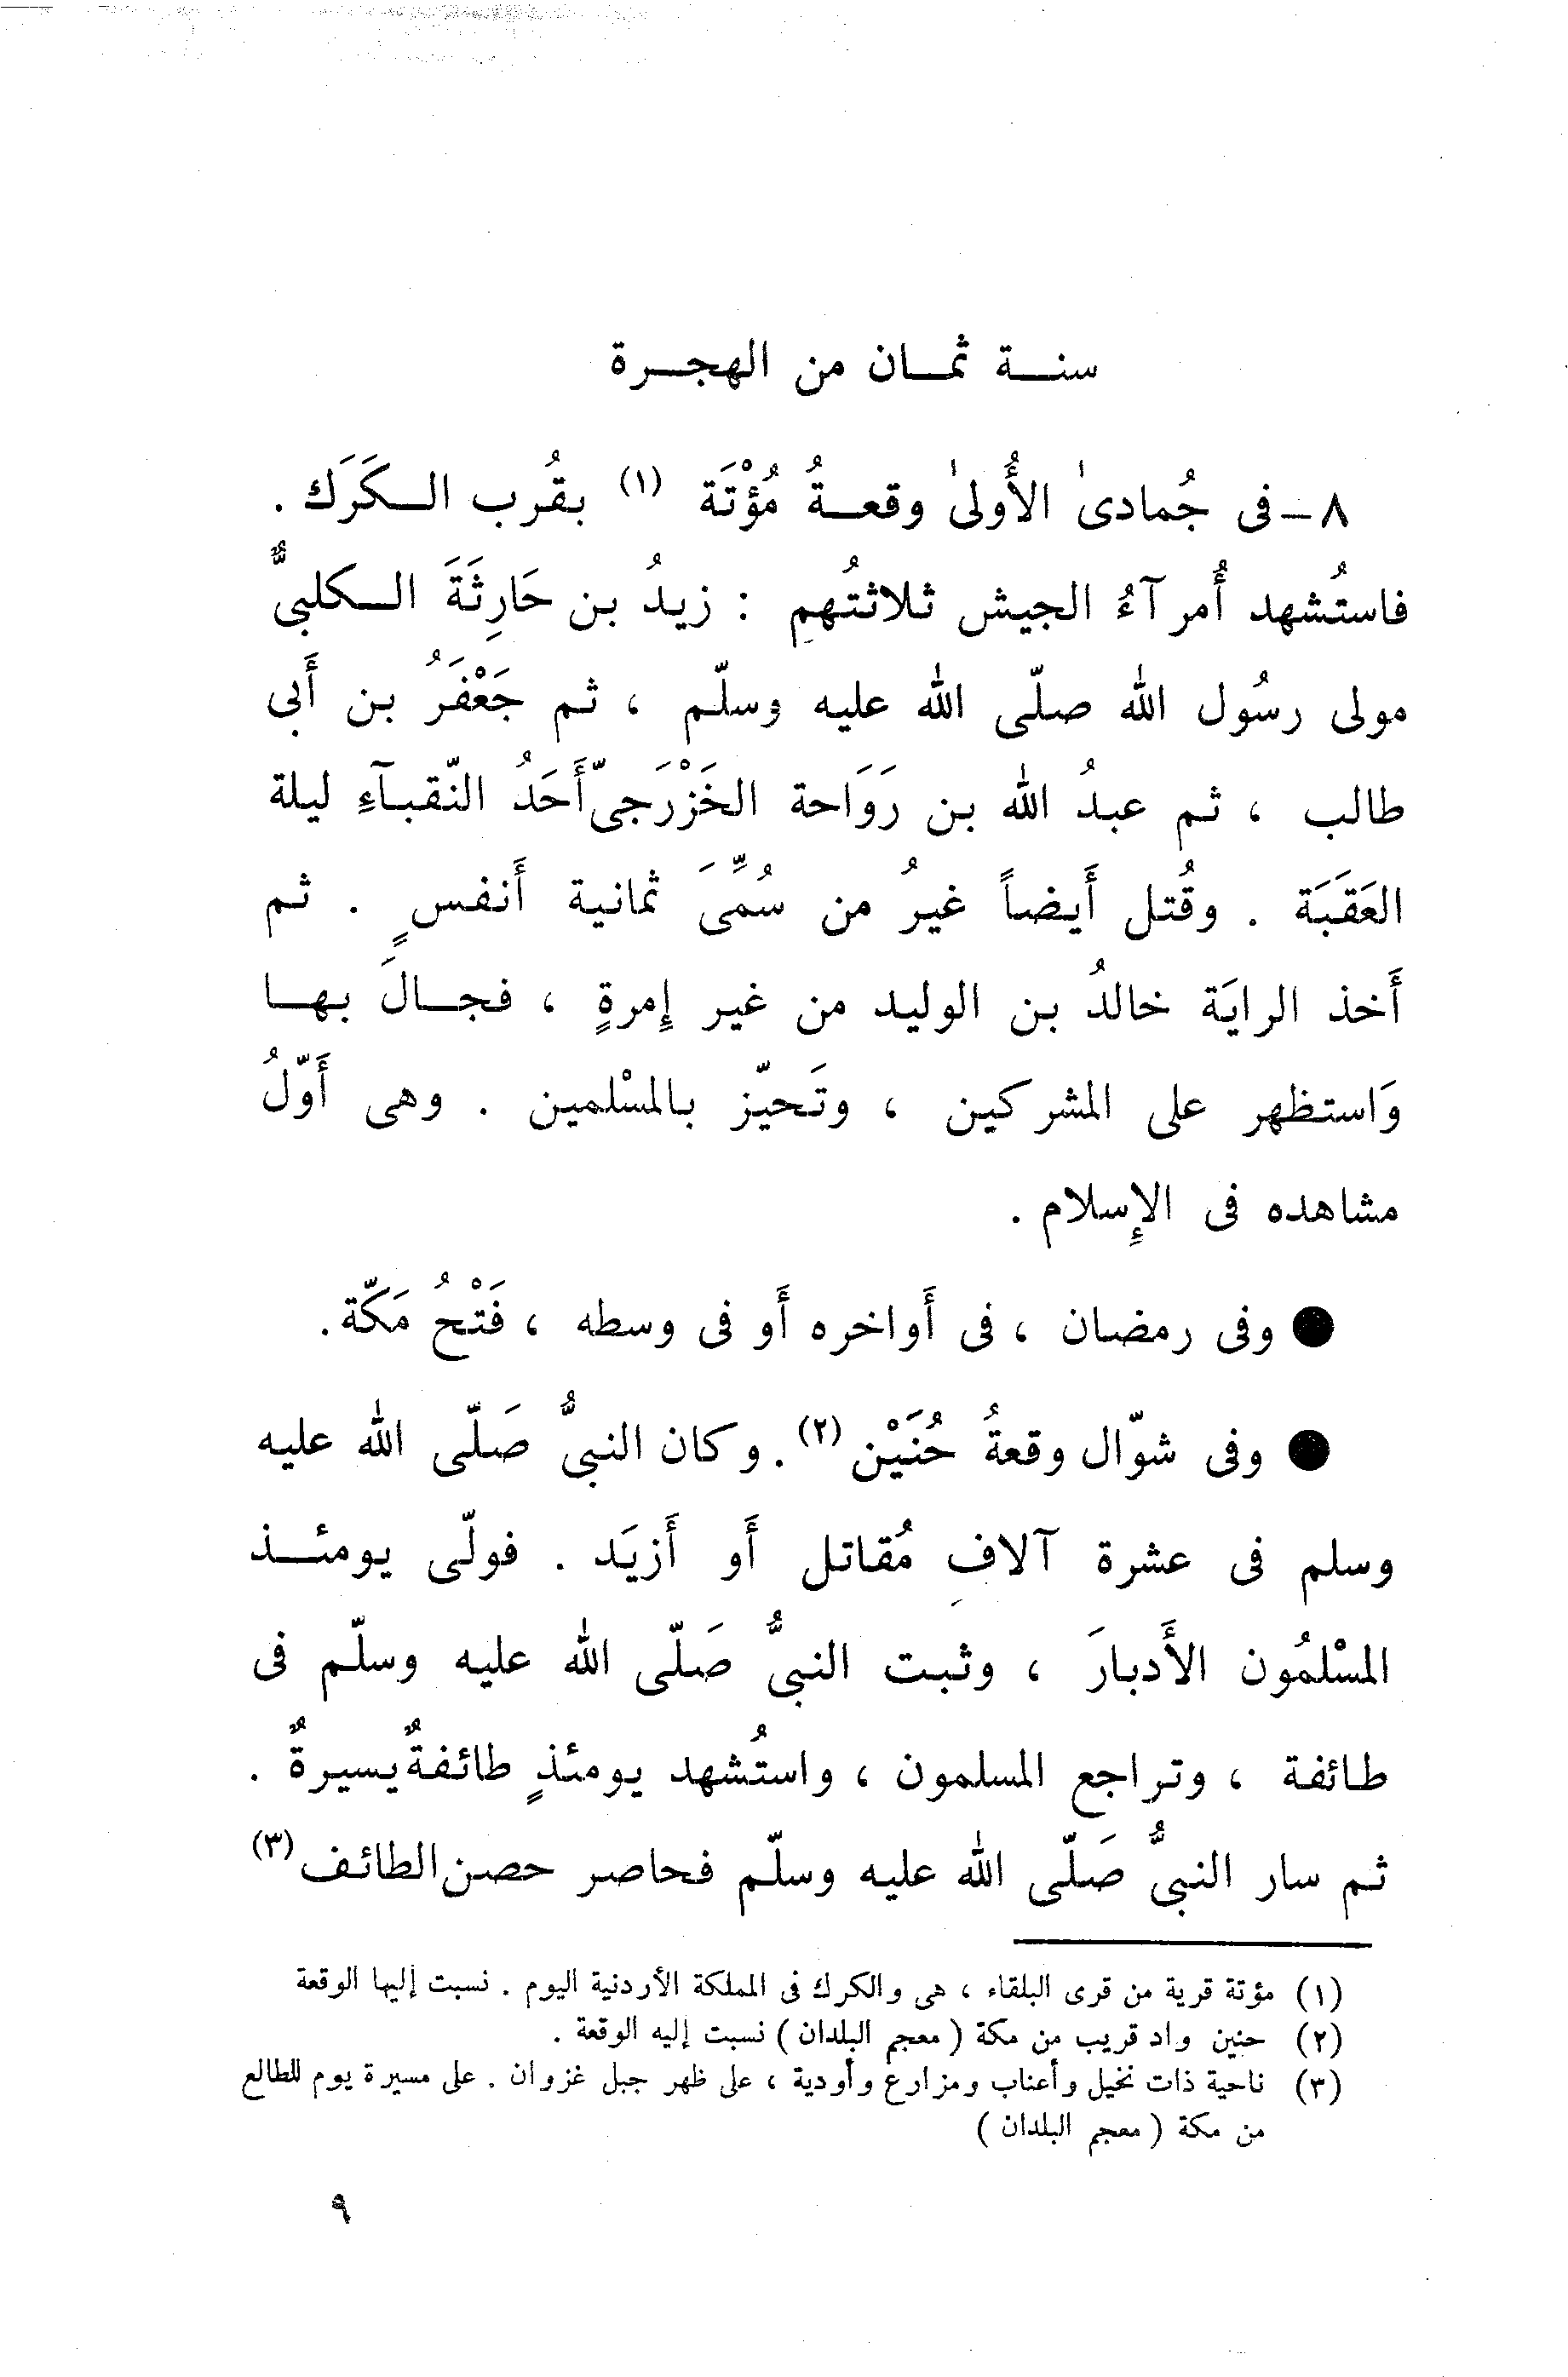 سنة ثمان من الهجرة
٨ – فى جُمادىٰ الأُولىٰ وقعةُ مُؤْتَة (١) بقُرب الكَرَك .
فاستُشهد أُمرآءُ الجيش ثلاثتُهم : زيدُ بن حَارِثَةَ الكلبىُّ
مولى رسُول الله صلّى الله عليه وسلّم ، ثم جَعْفَرُ بن أَبى
طالب ، ثم عبدُ الله بن رَوَاحة الخَزْرَجىّ أَحَدُ النّقبآءِ ليلة
العَقَبَة . وقُتل أَيضاً غيرُ من سُمِّىَ ثمانية أَنفسٍ . ثم
أَخذ الرايَة خالدُ بن الوليد من غير إِمرةٍ ، فجالَ بها
وَاستظهر على المشركين ، وتَحيّز بالمسْلمين . وهى أَوّلُ
مشاهده فى الإِسلام .
● وفى رمضان ، فى أَواخره أَو فى وسطه ، فَتْحُ مَكّة .
● وفى شوّال وقعةُ حُنَيْن (٢) . وكان النبىُّ صَلّى الله عليه
وسلم فى عشرة آلافِ مُقاتل أَو أَزيَد . فولّى يومئذ
المسْلمُون الأَدبارَ ، وثبت النبىُّ صَلّى الله عليه وسلّم فى
طائفة ، وتراجع المسلمون ، واستُشهد يومئذٍ طائفةٌ يسيرةٌ .
ثم سار النبىُّ صَلّى الله عليه وسلّم فحاصر حصن الطائف (٣)
(١) مؤتة قرية من قرى البلقاء ، هى والكرك فى المملكة الأردنية اليوم . نسبت إليها الوقعة
(٢) حنين واد قريب من مكة ( معجم البلدان ) نسبت إليه الوقعة .
(٣) ناحية ذات نخيل وأعناب ومزارع وأودية ، على ظهر جبل غزوان . على مسيرة يوم للطالع
من مكة ( معجم البلدان )
٩